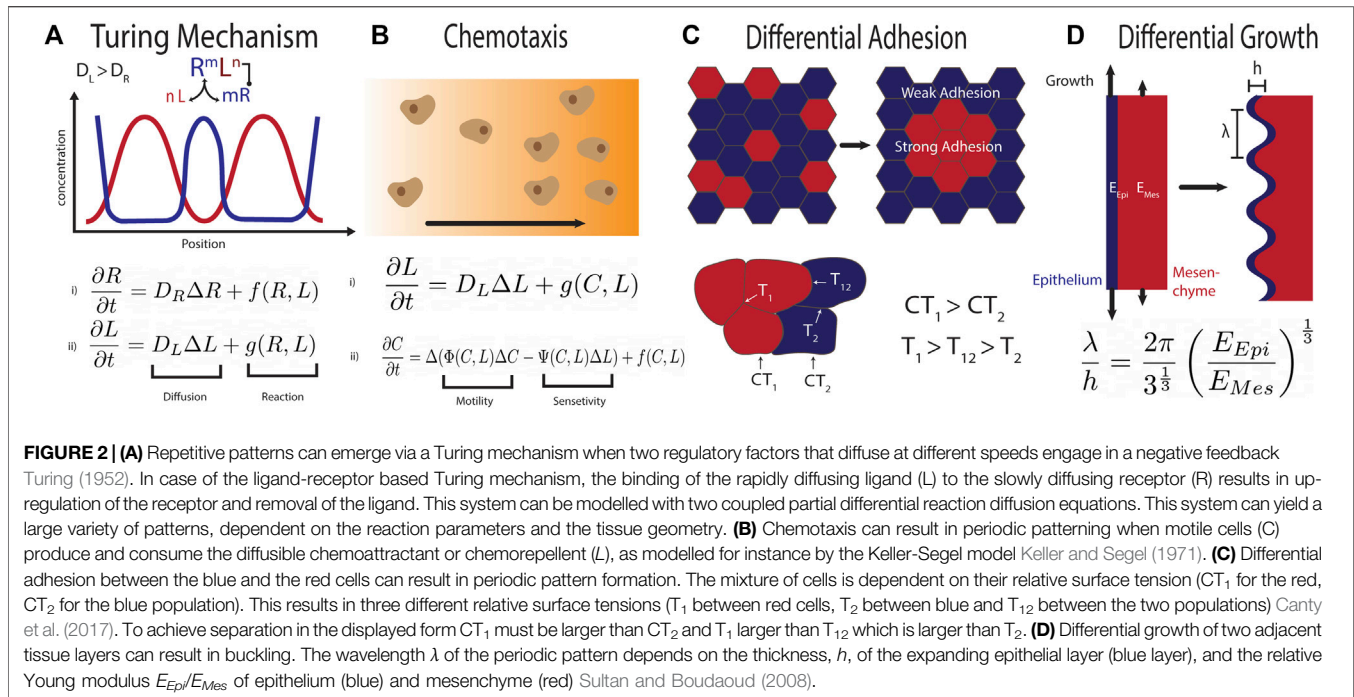 A Turing Mechanism
D_L > D_R
R^m L^n
n L
mR
concentration
Position
i) ∂R/∂t = D_R ΔR + f(R, L)
ii) ∂L/∂t = D_L ΔL + g(R, L)
Diffusion
Reaction
B Chemotaxis
i) ∂L/∂t = D_L ΔL + g(C, L)
ii) ∂C/∂t = Δ(Φ(C, L)ΔC − Ψ(C, L)ΔL) + f(C, L)
Motility
Sensetivity
C Differential Adhesion
Weak Adhesion
Strong Adhesion
T_1
T_12
T_2
CT_1
CT_2
CT_1 > CT_2
T_1 > T_12 > T_2
D Differential Growth
Growth
h
λ
E_Epi
E_Mes
Epithelium
Mesen-
chyme
λ/h = 2π/3^(1/3) (E_Epi/E_Mes)^(1/3)
FIGURE 2 | (A) Repetitive patterns can emerge via a Turing mechanism when two regulatory factors that diffuse at different speeds engage in a negative feedback
Turing (1952). In case of the ligand-receptor based Turing mechanism, the binding of the rapidly diffusing ligand (L) to the slowly diffusing receptor (R) results in up-
regulation of the receptor and removal of the ligand. This system can be modelled with two coupled partial differential reaction diffusion equations. This system can yield a
large variety of patterns, dependent on the reaction parameters and the tissue geometry. (B) Chemotaxis can result in periodic patterning when motile cells (C)
produce and consume the diffusible chemoattractant or chemorepellent (L), as modelled for instance by the Keller-Segel model Keller and Segel (1971). (C) Differential
adhesion between the blue and the red cells can result in periodic pattern formation. The mixture of cells is dependent on their relative surface tension (CT_1 for the red,
CT_2 for the blue population). This results in three different relative surface tensions (T_1 between red cells, T_2 between blue and T_12 between the two populations) Canty
et al. (2017). To achieve separation in the displayed form CT_1 must be larger than CT_2 and T_1 larger than T_12 which is larger than T_2. (D) Differential growth of two adjacent
tissue layers can result in buckling. The wavelength λ of the periodic pattern depends on the thickness, h, of the expanding epithelial layer (blue layer), and the relative
Young modulus E_Epi/E_Mes of epithelium (blue) and mesenchyme (red) Sultan and Boudaoud (2008).